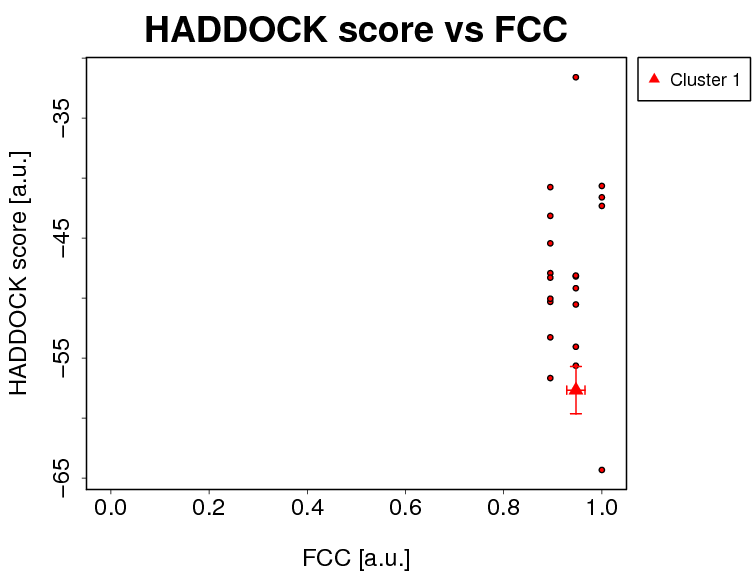 HADDOCK score vs FCC
Cluster 1
HADDOCK score [a.u.]
−35
−45
−55
−65
0.0 0.2 0.4 0.6 0.8 1.0
FCC [a.u.]